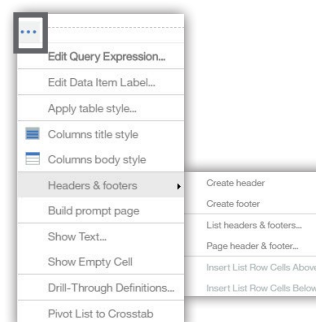 Edit Query Expression...
Edit Data Item Label...
Apply table style...
Columns title style
Columns body style
Headers & footers
Build prompt page
Show Text...
Show Empty Cell
Drill-Through Definitions...
Pivot List to Crosstab
Create header
Create footer
List headers & footers...
Page header & footer...
Insert List Row Cells Above
Insert List Row Cells Below